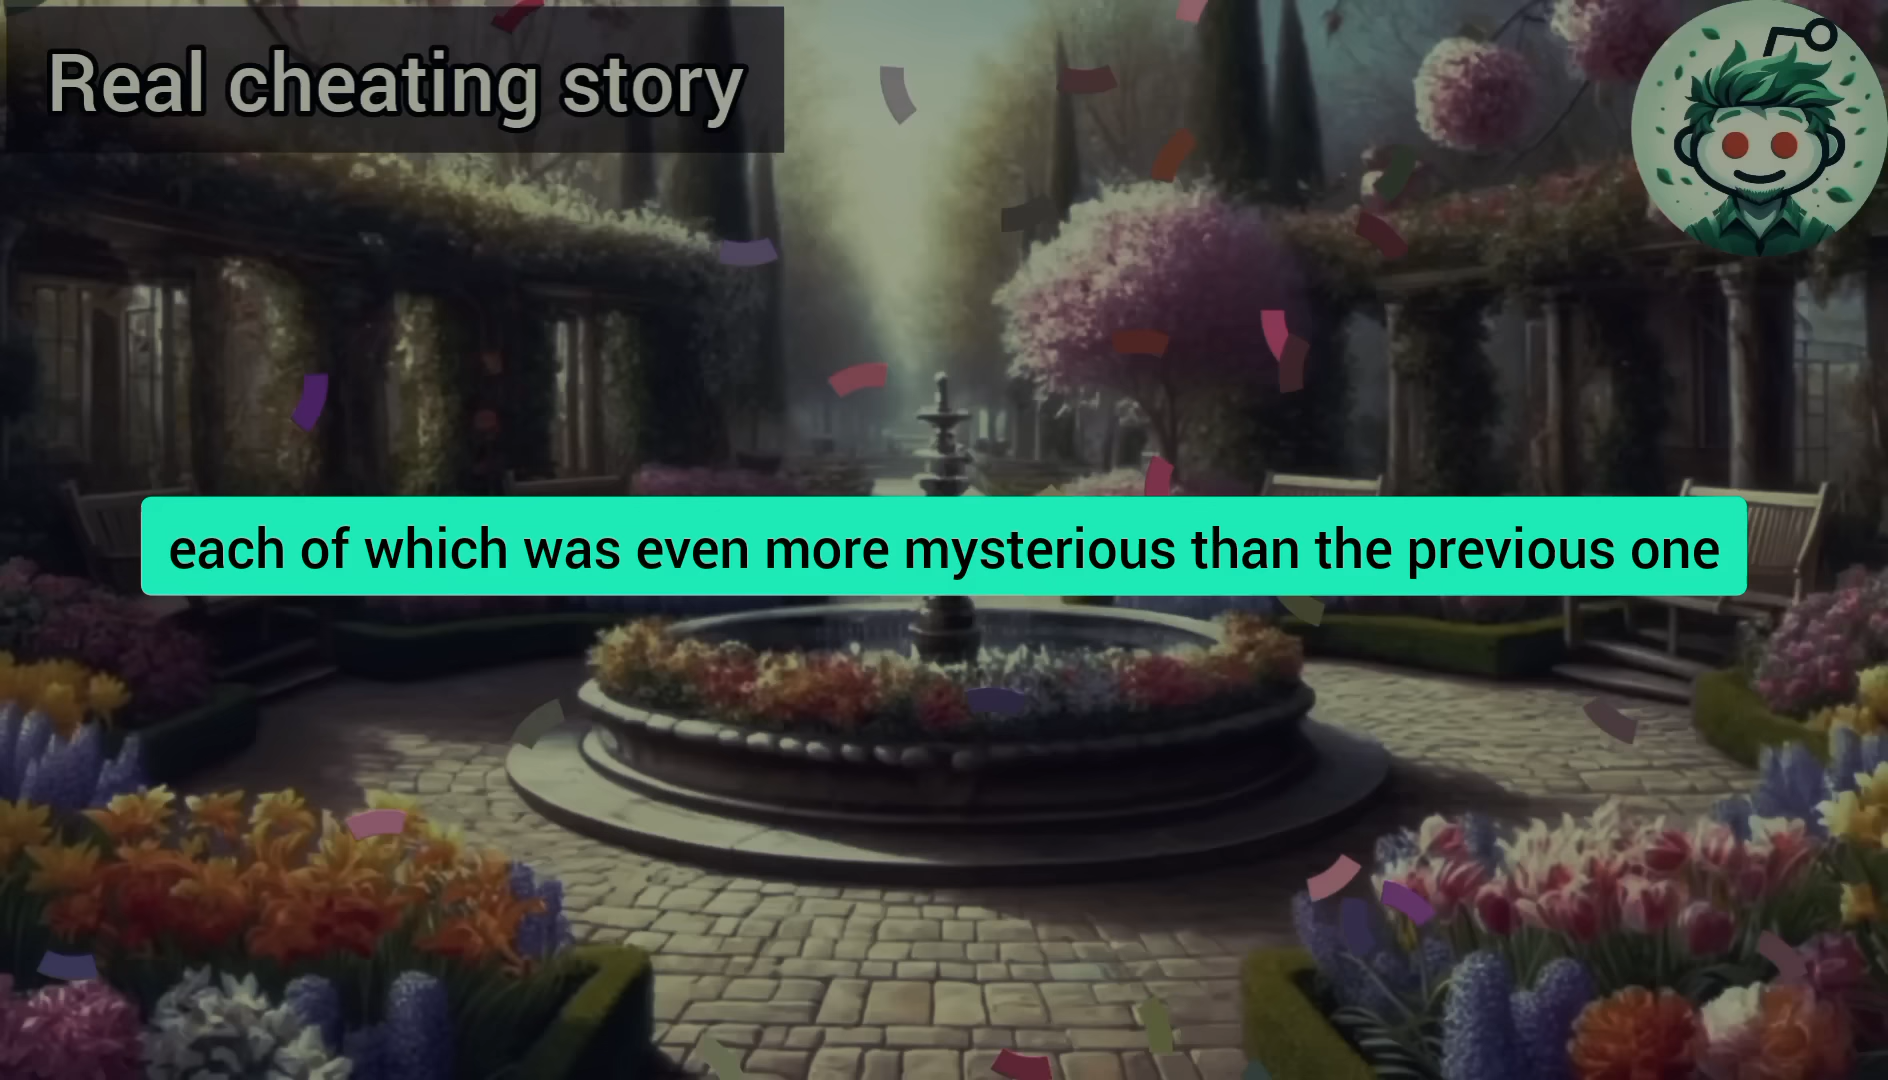 Real cheating story
each of which was even more mysterious than the previous one